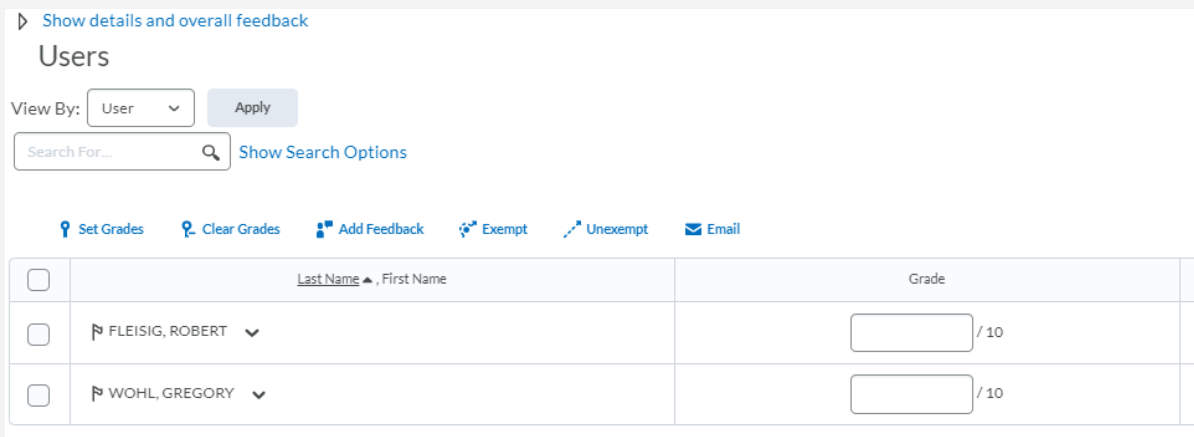 Show details and overall feedback
Users
View By: User Apply
Search For... Show Search Options
Set Grades Clear Grades Add Feedback Exempt Unexempt Email
Last Name , First Name Grade
FLEISIG, ROBERT / 10
WOHL, GREGORY / 10